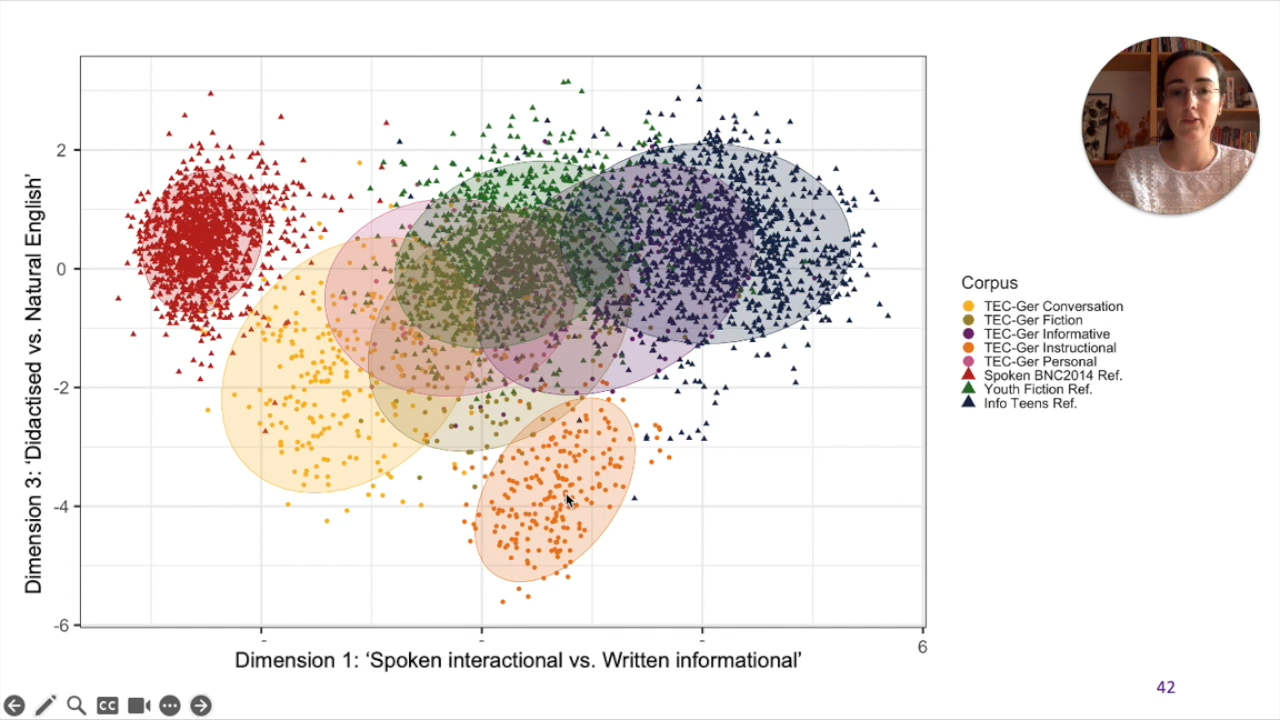 Dimension 3: ‘Didactised vs. Natural English’
2
0
-2
-4
-6
6
Dimension 1: ‘Spoken interactional vs. Written informational’
Corpus
TEC-Ger Conversation
TEC-Ger Fiction
TEC-Ger Informative
TEC-Ger Instructional
TEC-Ger Personal
Spoken BNC2014 Ref.
Youth Fiction Ref.
Info Teens Ref.
42
CC